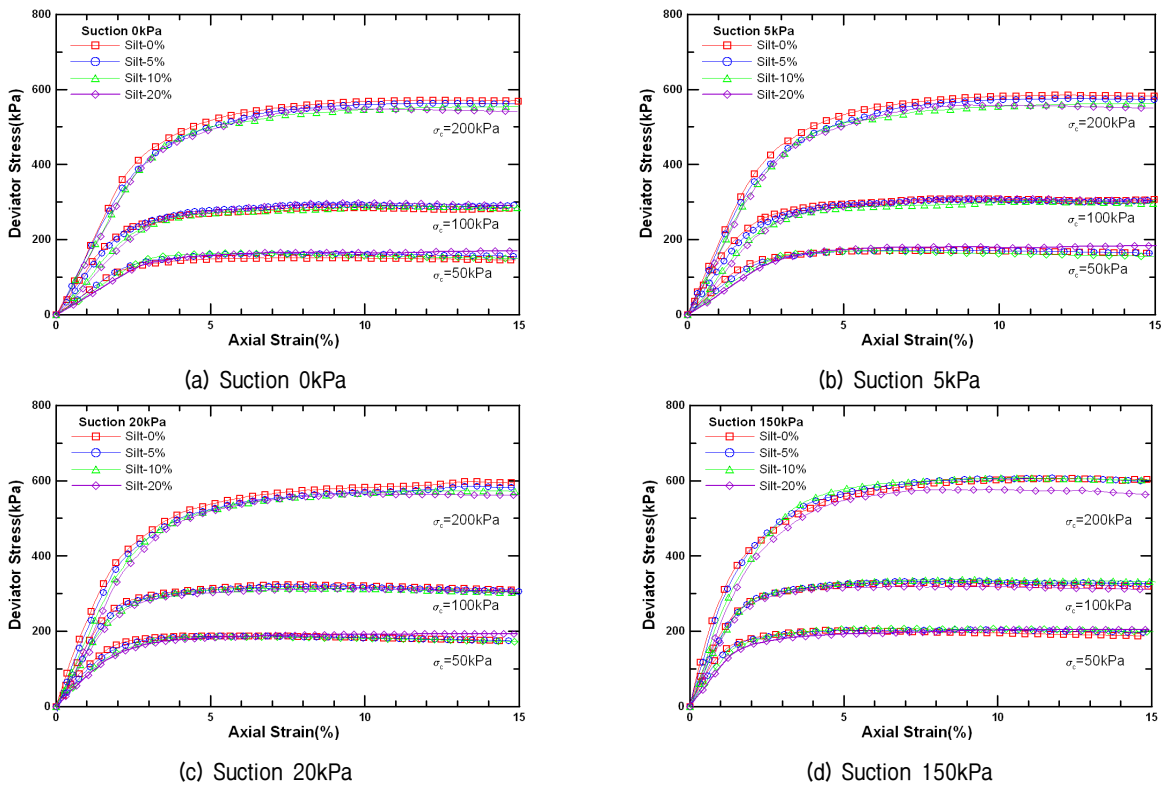 Suction 0kPa
Silt-0%
Silt-5%
Silt-10%
Silt-20%
800
600
400
200
0
Deviator Stress(kPa)
σc=200kPa
σc=100kPa
σc=50kPa
0
5
10
15
Axial Strain(%)
(a) Suction 0kPa
Suction 5kPa
Silt-0%
Silt-5%
Silt-10%
Silt-20%
800
600
400
200
0
Deviator Stress(kPa)
σc=200kPa
σc=100kPa
σc=50kPa
0
5
10
15
Axial Strain(%)
(b) Suction 5kPa
Suction 20kPa
Silt-0%
Silt-5%
Silt-10%
Silt-20%
800
600
400
200
0
Deviator Stress(kPa)
σc=200kPa
σc=100kPa
σc=50kPa
0
5
10
15
Axial Strain(%)
(c) Suction 20kPa
Suction 150kPa
Silt-0%
Silt-5%
Silt-10%
Silt-20%
800
600
400
200
0
Deviator Stress(kPa)
σc=200kPa
σc=100kPa
σc=50kPa
0
5
10
15
Axial Strain(%)
(d) Suction 150kPa